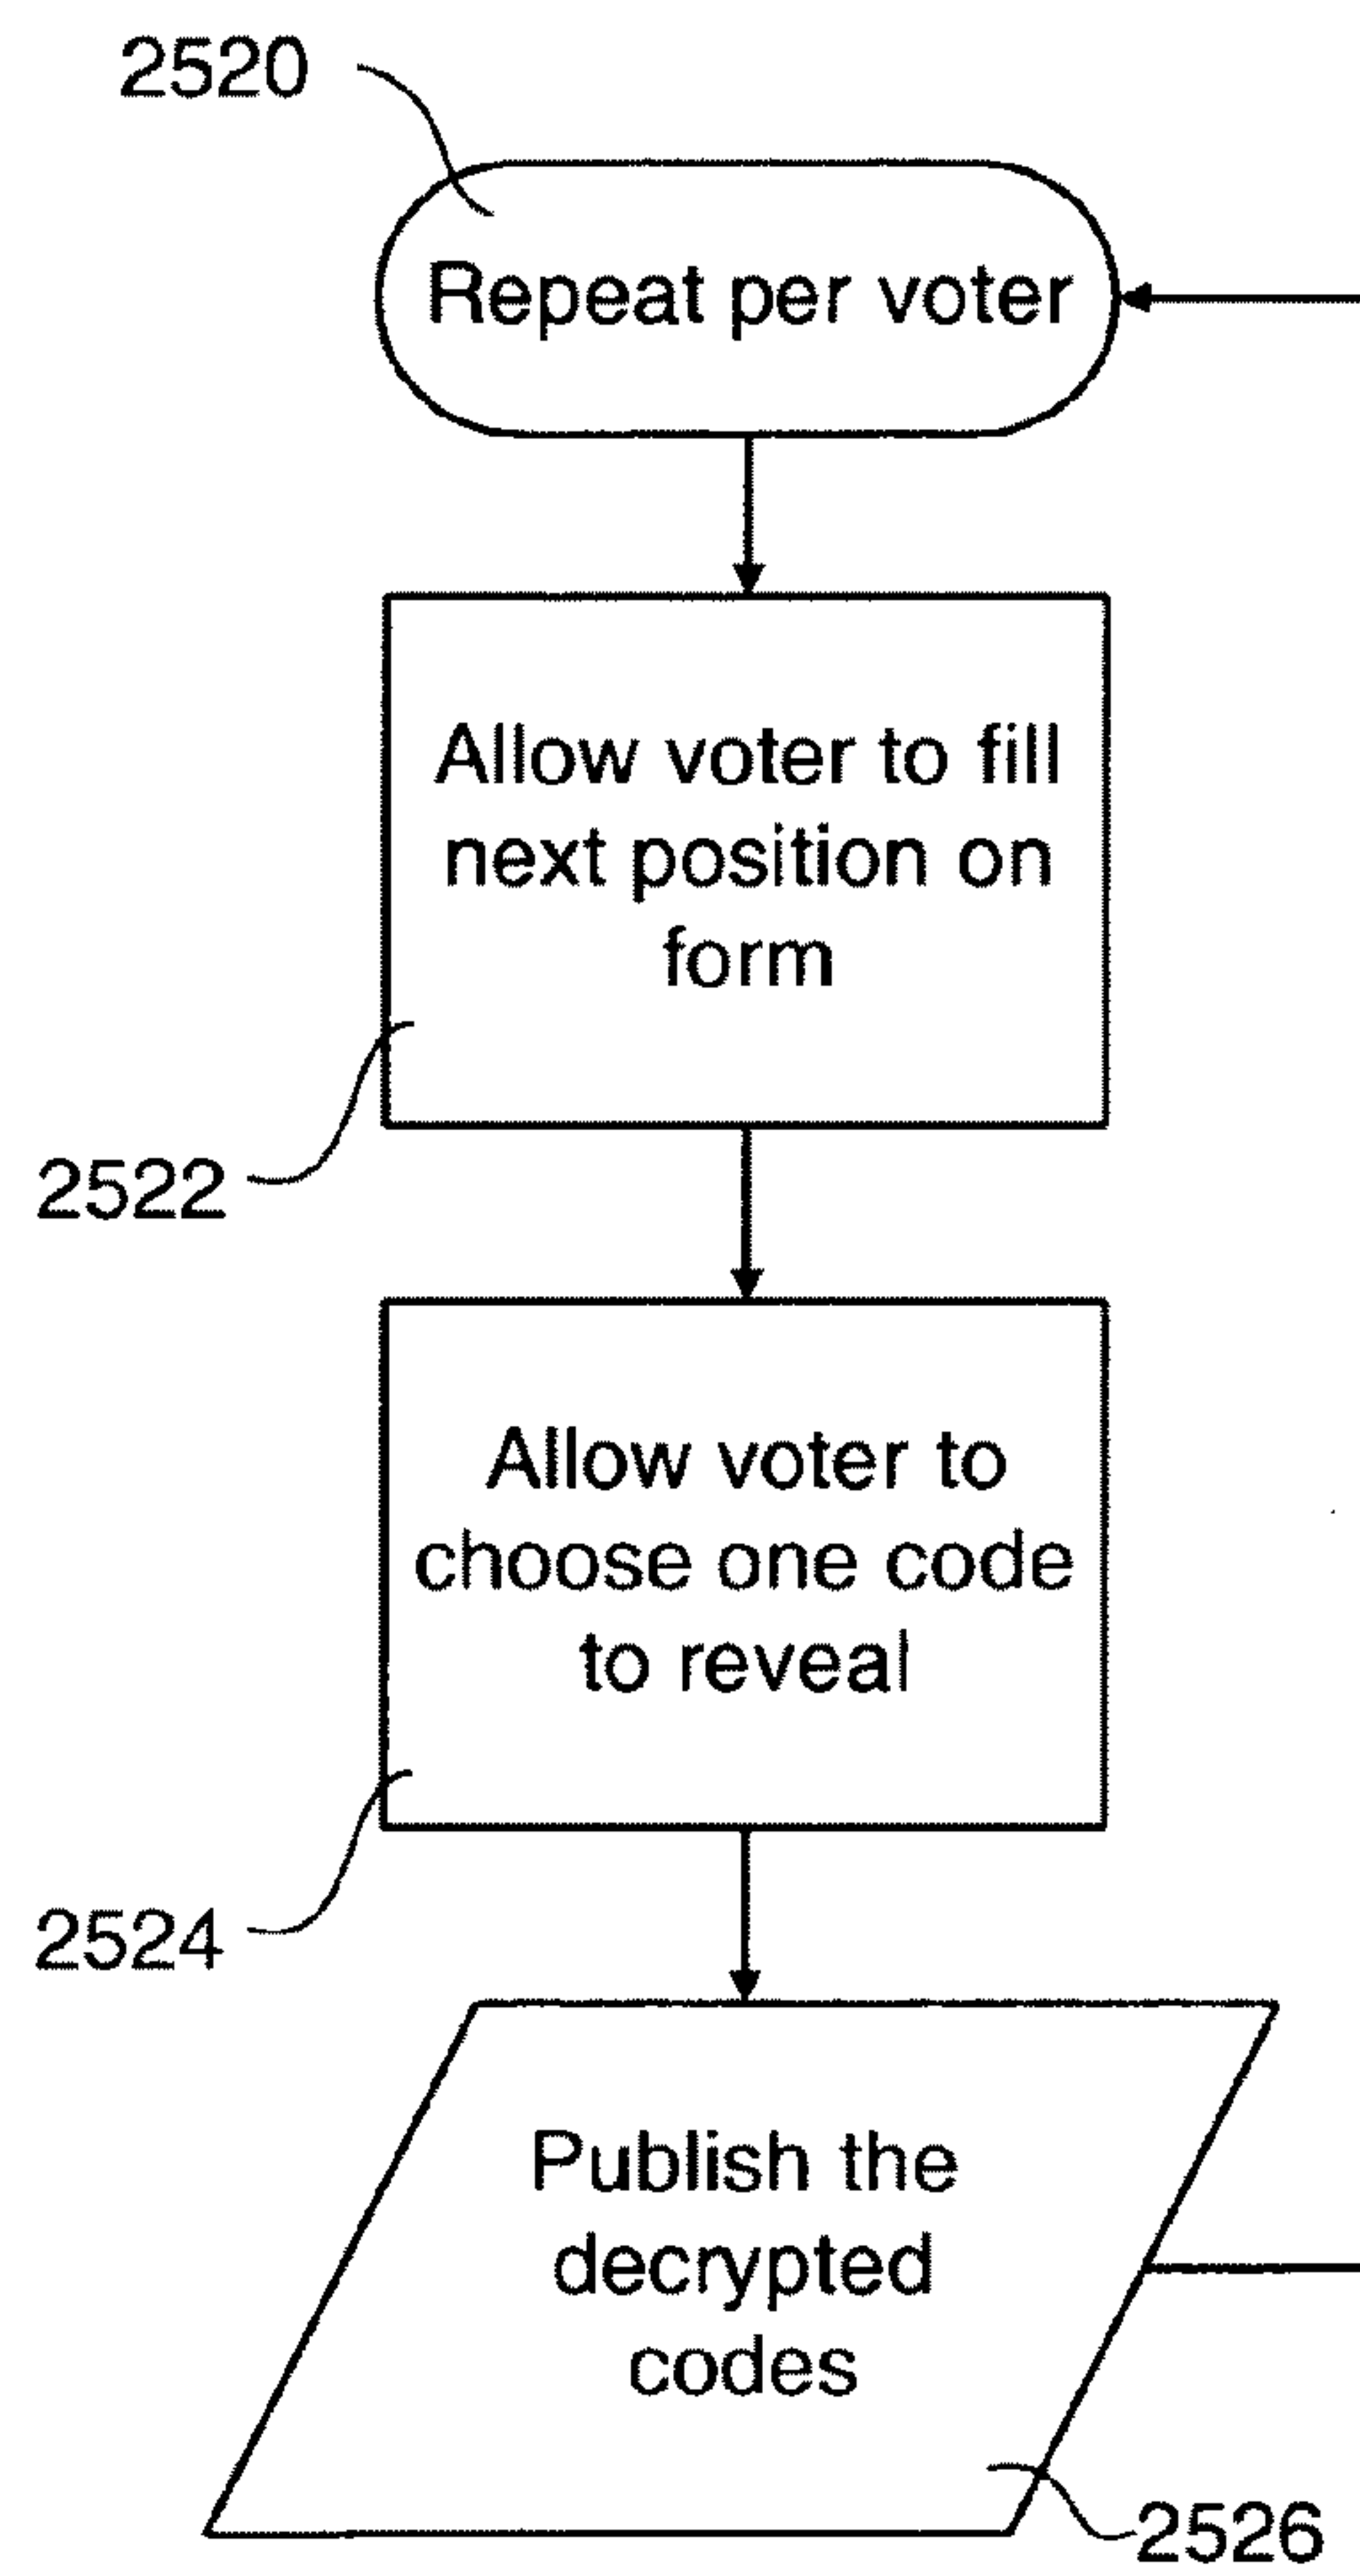 2520
Repeat per voter
Allow voter to fill
next position on
form
2522
Allow voter to
choose one code
to reveal
2524
Publish the
decrypted
codes
2526